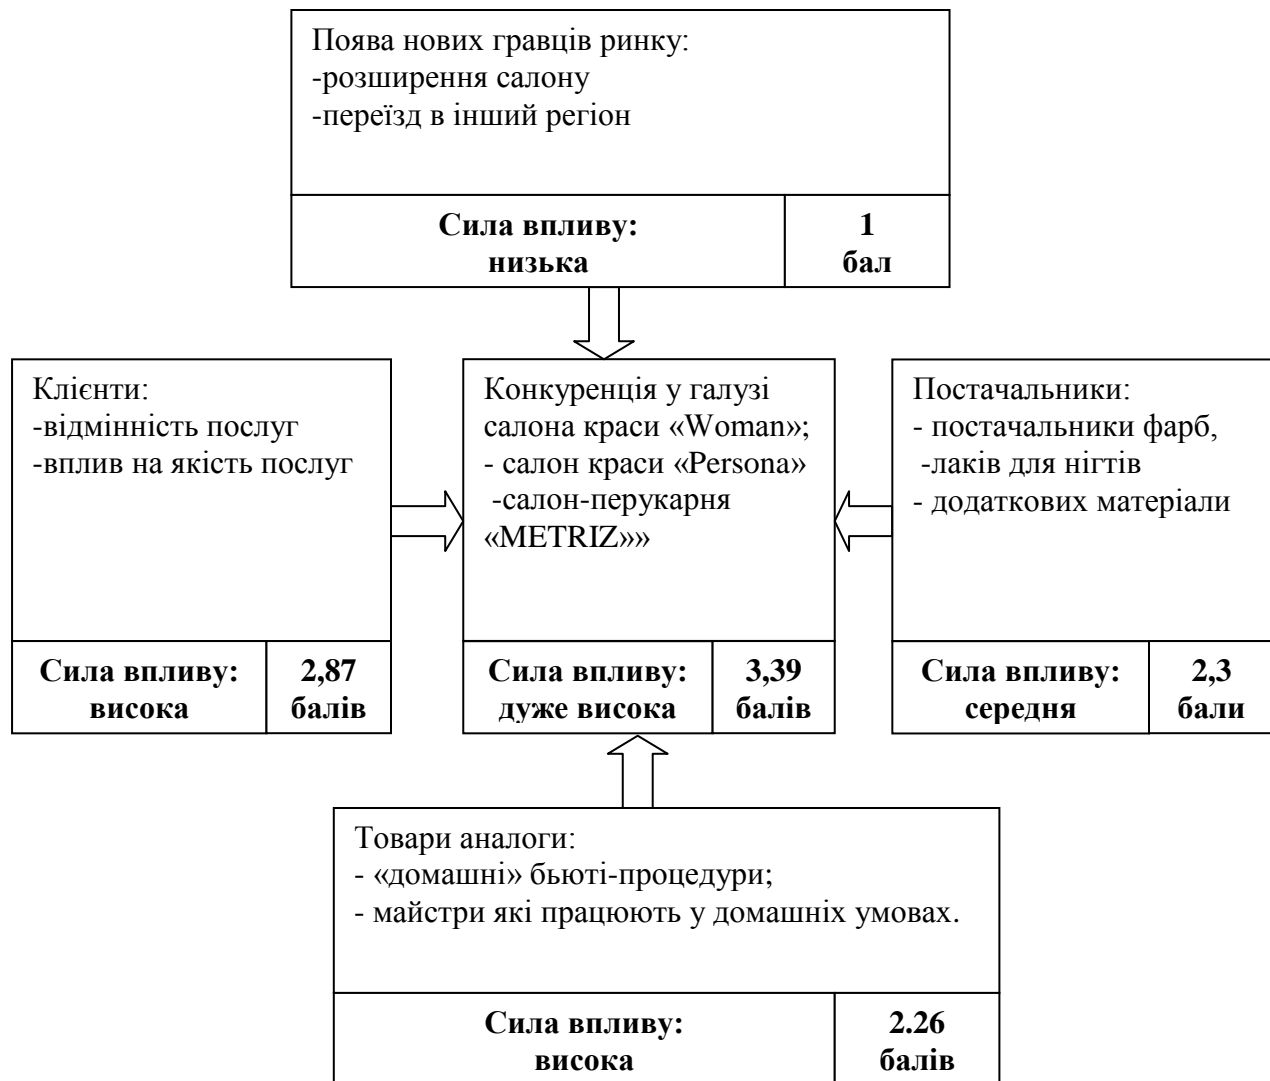 Поява нових гравців ринку:
-розширення салону
-переїзд в інший регіон
Сила впливу:
низька
1
бал
Клієнти:
-відмінність послуг
-вплив на якість послуг
Сила впливу:
висока
2,87
балів
Конкуренція у галузі
салона краси «Woman»;
- салон краси «Persona»
-салон-перукарня
«METRIZ»»
Сила впливу:
дуже висока
3,39
балів
Постачальники:
- постачальники фарб,
-лаків для нігтів
- додаткових матеріали
Сила впливу:
середня
2,3
бали
Товари аналоги:
- «домашні» бьюті-процедури;
- майстри які працюють у домашніх умовах.
Сила впливу:
висока
2.26
балів